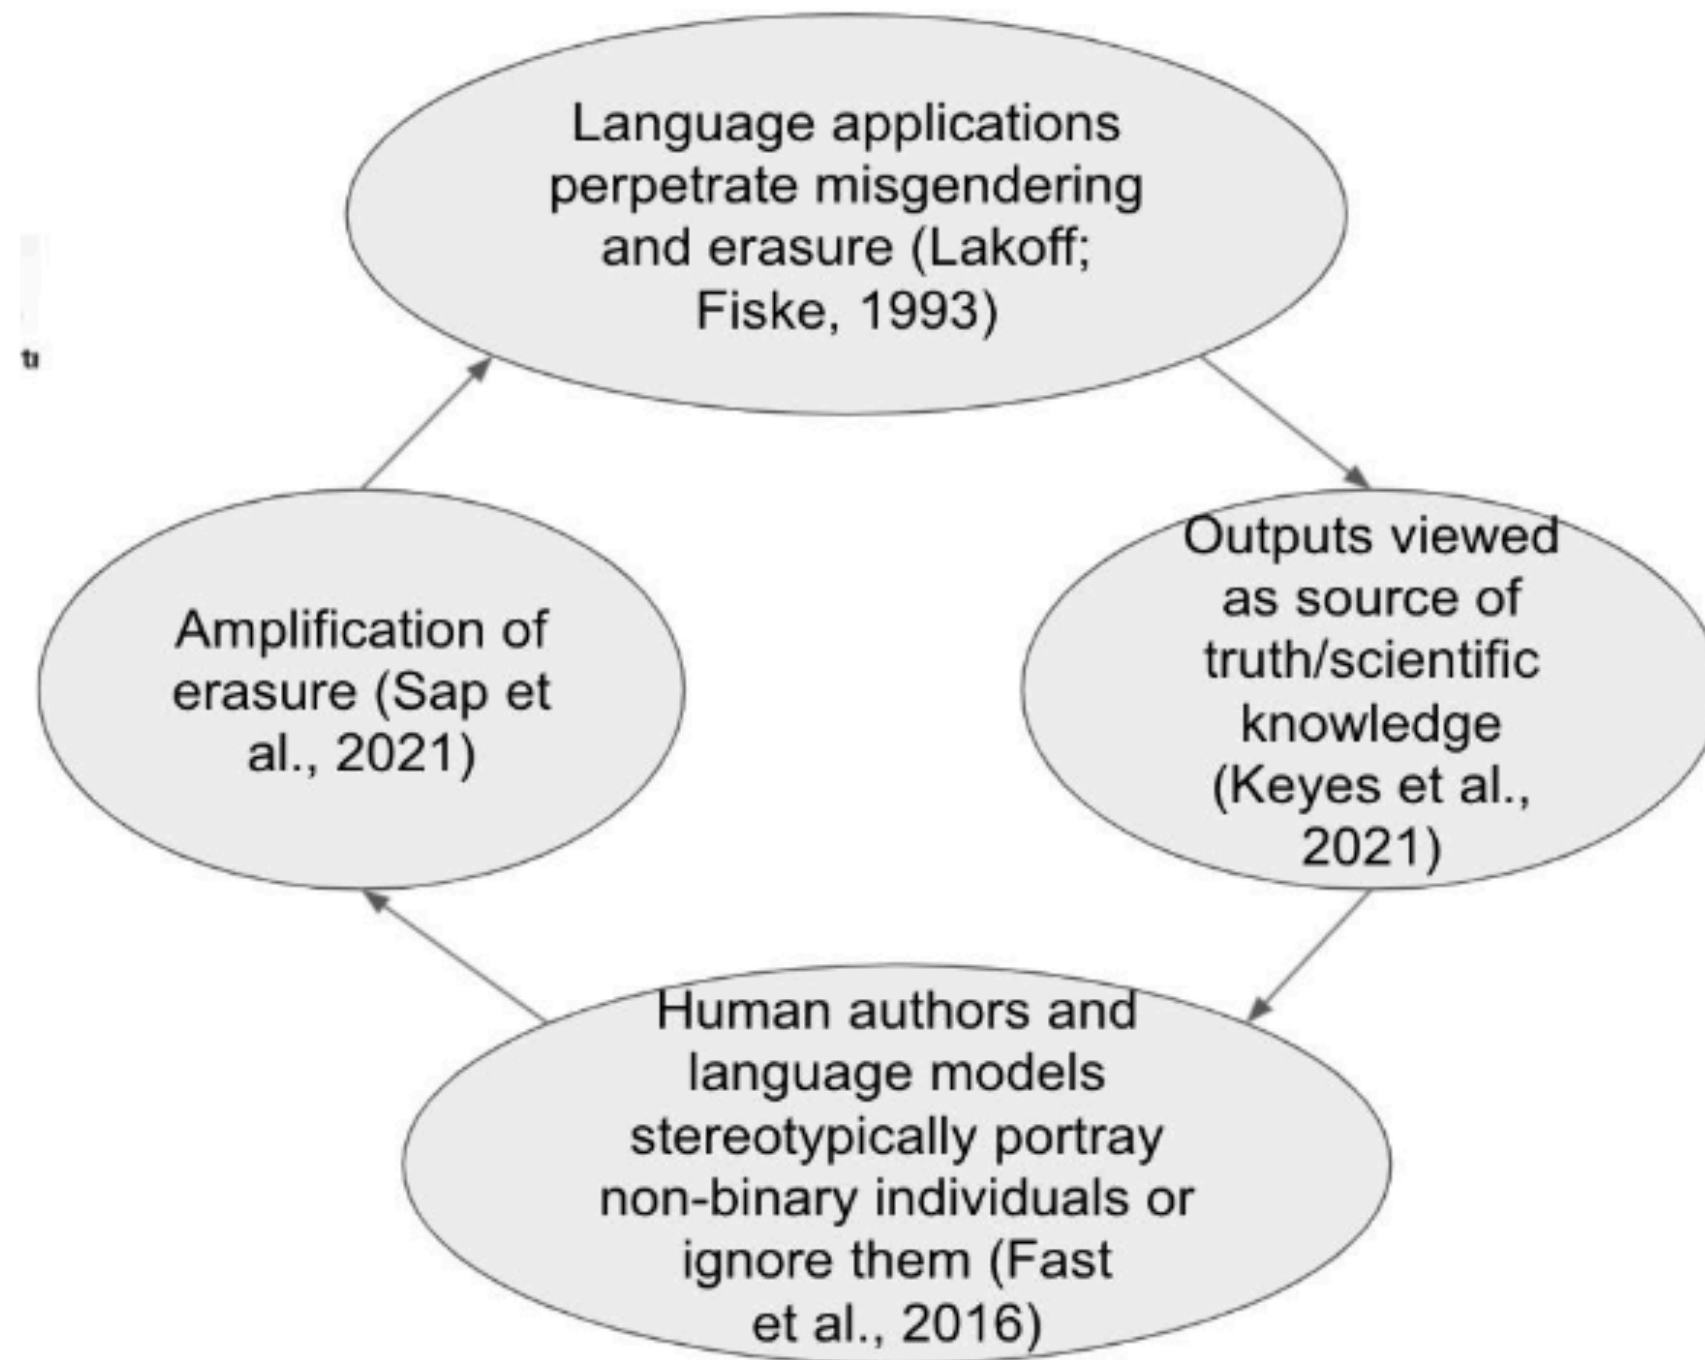 Language applications
perpetrate misgendering
and erasure (Lakoff;
Fiske, 1993)
Outputs viewed
as source of
truth/scientific
knowledge
(Keyes et al.,
2021)
Human authors and
language models
stereotypically portray
non-binary individuals or
ignore them (Fast
et al., 2016)
Amplification of
erasure (Sap et
al., 2021)